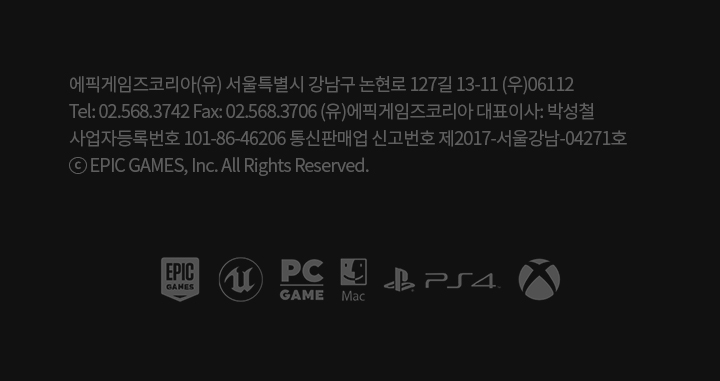 에픽게임즈코리아(유) 서울특별시 강남구 논현로 127길 13-11 (우)06112
Tel: 02.568.3742 Fax: 02.568.3706 (유)에픽게임즈코리아 대표이사: 박성철
사업자등록번호 101-86-46206 통신판매업 신고번호 제2017-서울강남-04271호
ⓒ EPIC GAMES, Inc. All Rights Reserved.
EPIC GAMES PC GAME Mac PS4